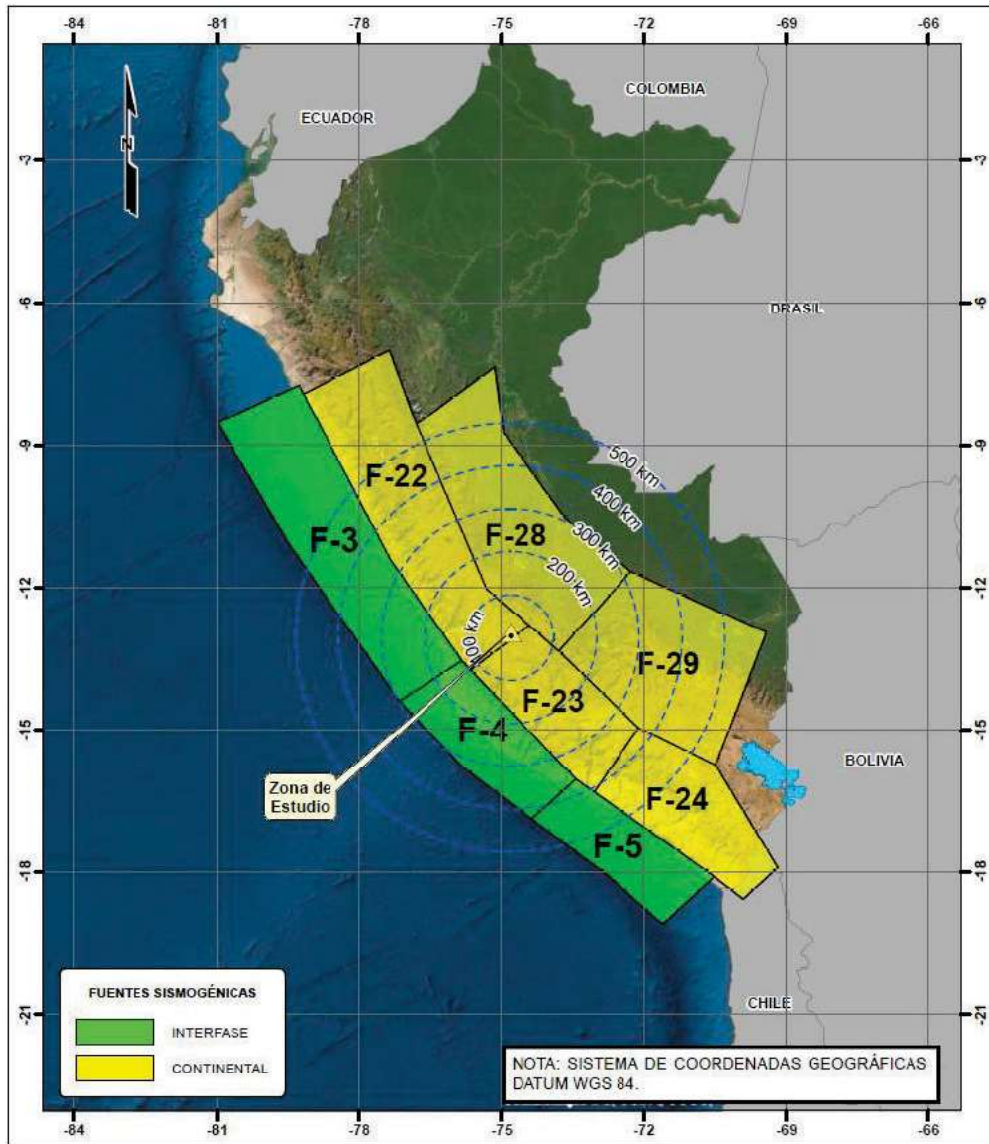 -84 -81 -78 -75 -72 -69 -66
COLOMBIA
ECUADOR
N
-3
-3
-6
BRASIL
-6
-9
500 km
-9
F-22
400 km
F-3
F-28
300 km
200 km
-12
-12
100 km
F-29
F-23
-15
F-4
-15
BOLIVIA
Zona de
Estudio
F-24
F-5
-18
-18
FUENTES SISMOGÉNICAS
CHILE
-21
-21
INTERFASE
CONTINENTAL
NOTA: SISTEMA DE COORDENADAS GEOGRÁFICAS
DATUM WGS 84.
-84 -81 -78 -75 -72 -69 -66